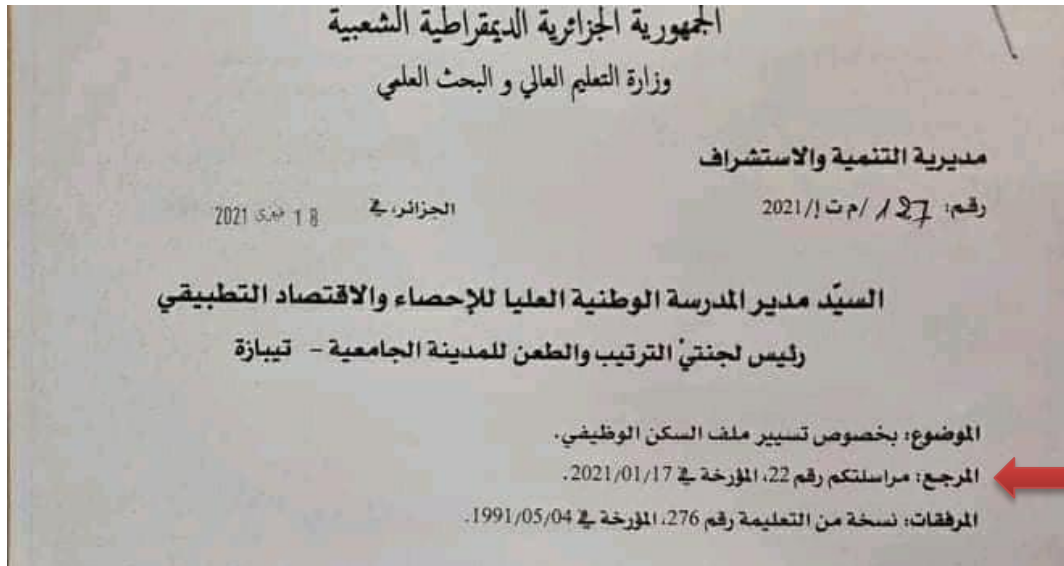 الجمهورية الجزائرية الديمقراطية الشعبية
وزارة التعليم العالي و البحث العلمي
مديرية التنمية والاستشراف
رقم: 127 /م ت إ/2021
الجزائر، في 18 فيفري 2021
السيّد مدير المدرسة الوطنية العليا للإحصاء والاقتصاد التطبيقي
رئيس لجنتيْ الترتيب والطعن للمدينة الجامعية – تيبازة
الموضوع: بخصوص تسيير ملف السكن الوظيفي.
المرجع: مراسلتكم رقم 22، المؤرخة في 2021/01/17.
المرفقات: نسخة من التعليمة رقم 276، المؤرخة في 1991/05/04.